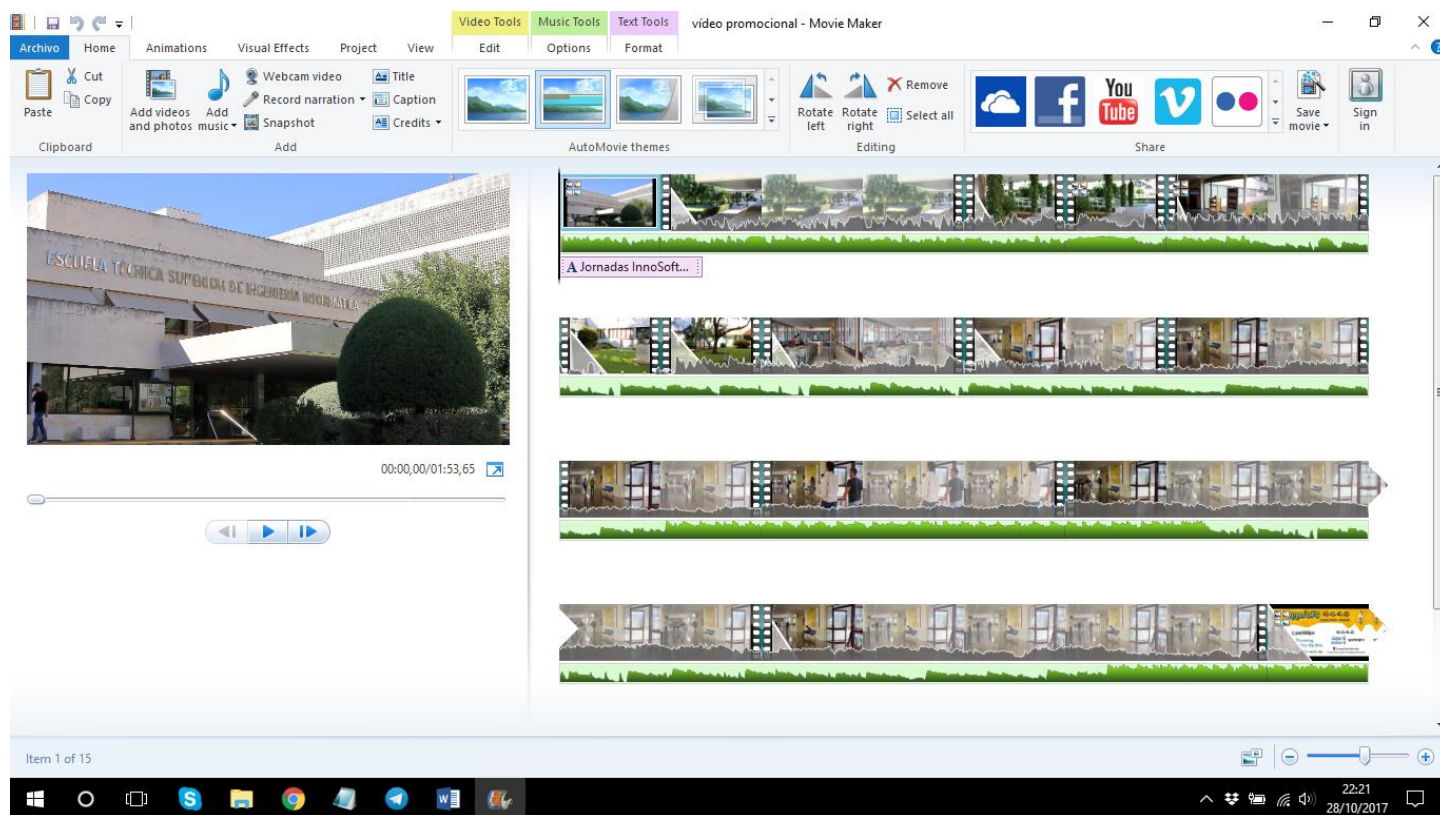 Video Tools Music Tools Text Tools vídeo promocional - Movie Maker
Archivo Home Animations Visual Effects Project View Edit Options Format
Paste
Cut
Copy
Clipboard
Add videos and photos
Add music
Webcam video
Record narration
Snapshot
Title
Caption
Credits
Add
AutoMovie themes
Rotate left
Rotate right
Remove
Select all
Editing
f
You Tube
Share
Save movie
Sign in
ESCUELA TÉCNICA SUPERIOR DE INGENIERÍA INFORMÁTICA
00:00,00/01:53,65
A Jornadas InnoSoft...
Item 1 of 15
22:21
28/10/2017